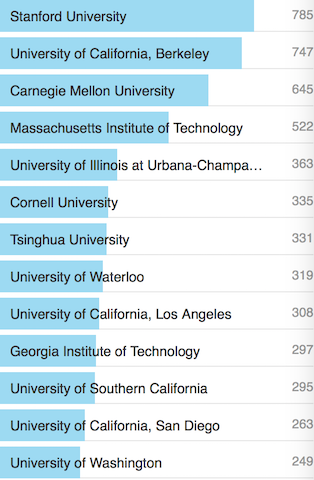 Stanford University 785
University of California, Berkeley 747
Carnegie Mellon University 645
Massachusetts Institute of Technology 522
University of Illinois at Urbana-Champa... 363
Cornell University 335
Tsinghua University 331
University of Waterloo 319
University of California, Los Angeles 308
Georgia Institute of Technology 297
University of Southern California 295
University of California, San Diego 263
University of Washington 249